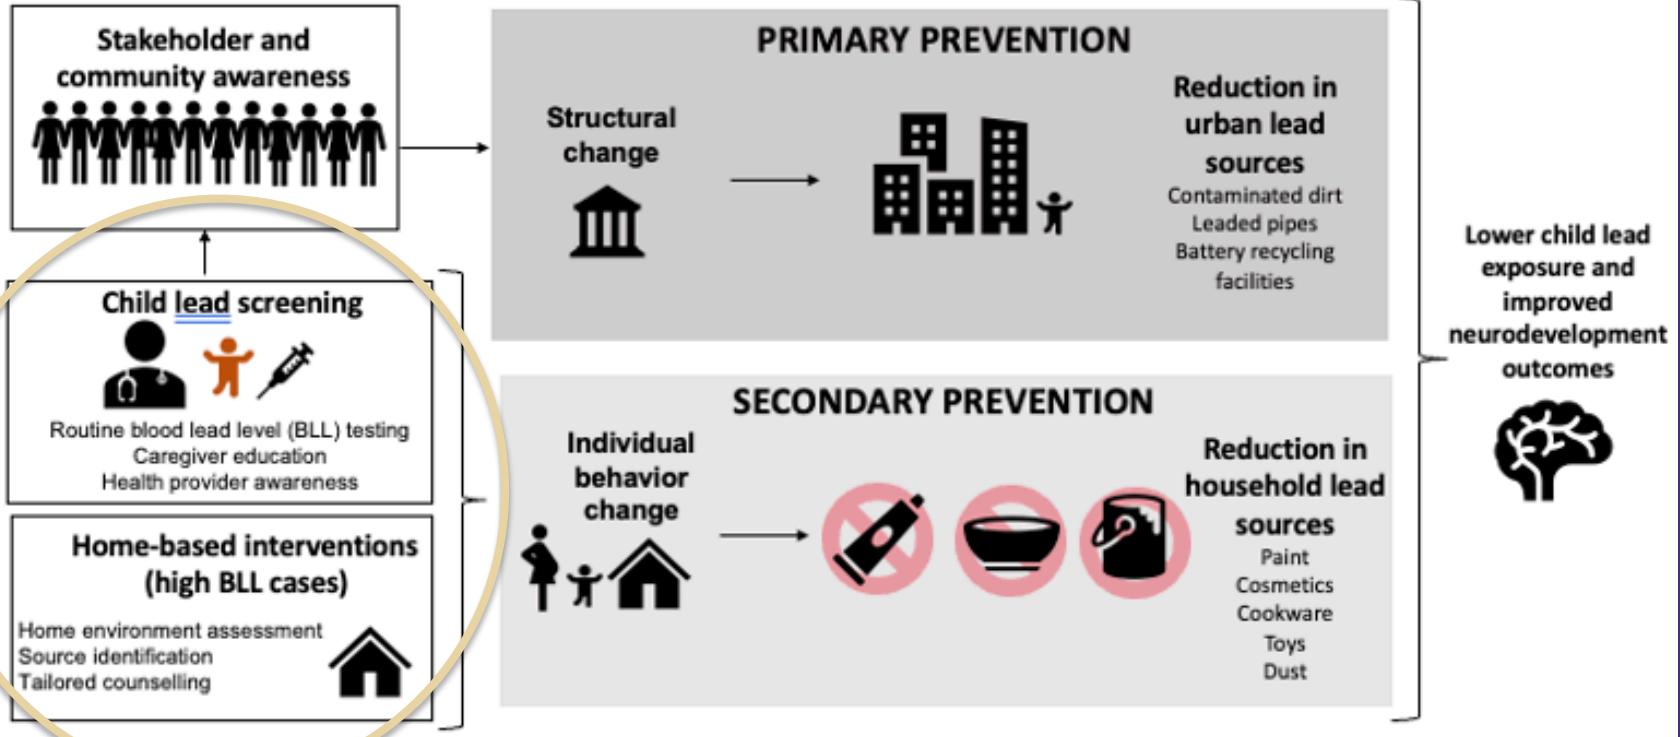 Stakeholder and
community awareness
Child lead screening
Routine blood lead level (BLL) testing
Caregiver education
Health provider awareness
Home-based interventions
(high BLL cases)
Home environment assessment
Source identification
Tailored counselling
PRIMARY PREVENTION
Structural
change
Reduction in
urban lead
sources
Contaminated dirt
Leaded pipes
Battery recycling
facilities
SECONDARY PREVENTION
Individual
behavior
change
Reduction in
household lead
sources
Paint
Cosmetics
Cookware
Toys
Dust
Lower child lead
exposure and
improved
neurodevelopment
outcomes